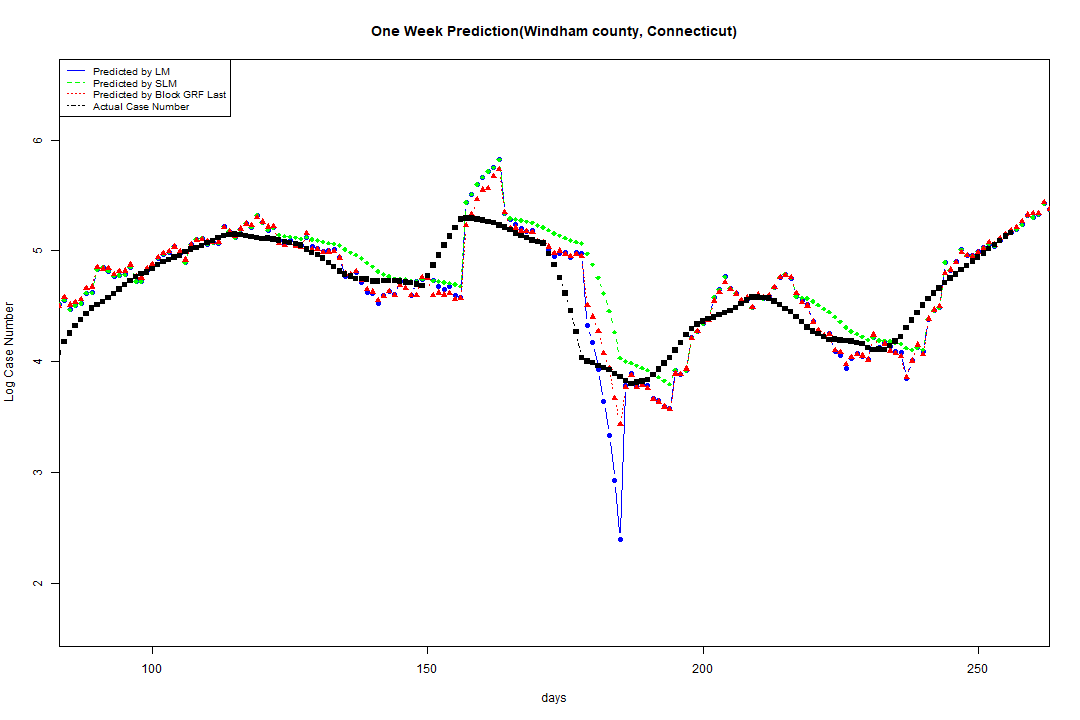 One Week Prediction(Windham county, Connecticut)
Predicted by LM
Predicted by SLM
Predicted by Block GRF Last
Actual Case Number
6
5
4
3
2
Log Case Number
100 150 200 250
days